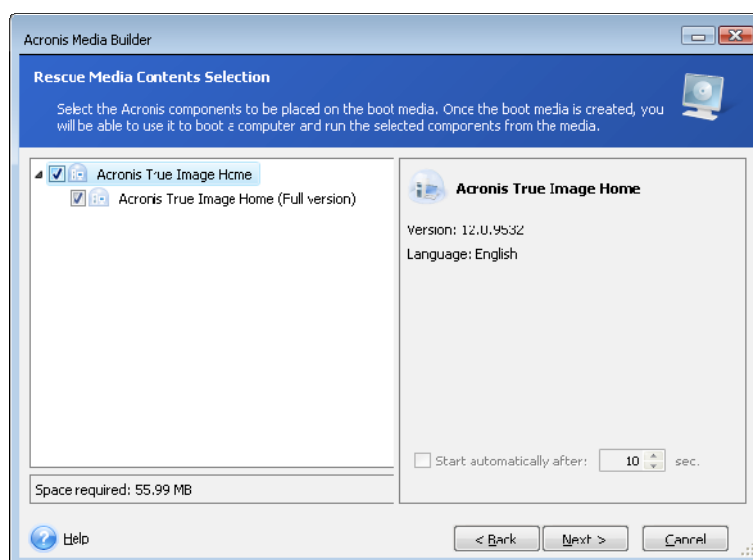 Acronis Media Builder
Rescue Media Contents Selection
Select the Acronis components to be placed on the boot media. Once the boot media is created, you
will be able to use it to boot a computer and run the selected components from the media.
Acronis True Image Home
Acronis True Image Home (Full version)
Space required: 55.99 MB
Acronis True Image Home
Version: 12.0.9532
Language: English
Start automatically after: 10 sec.
Help
< Back
Next >
Cancel